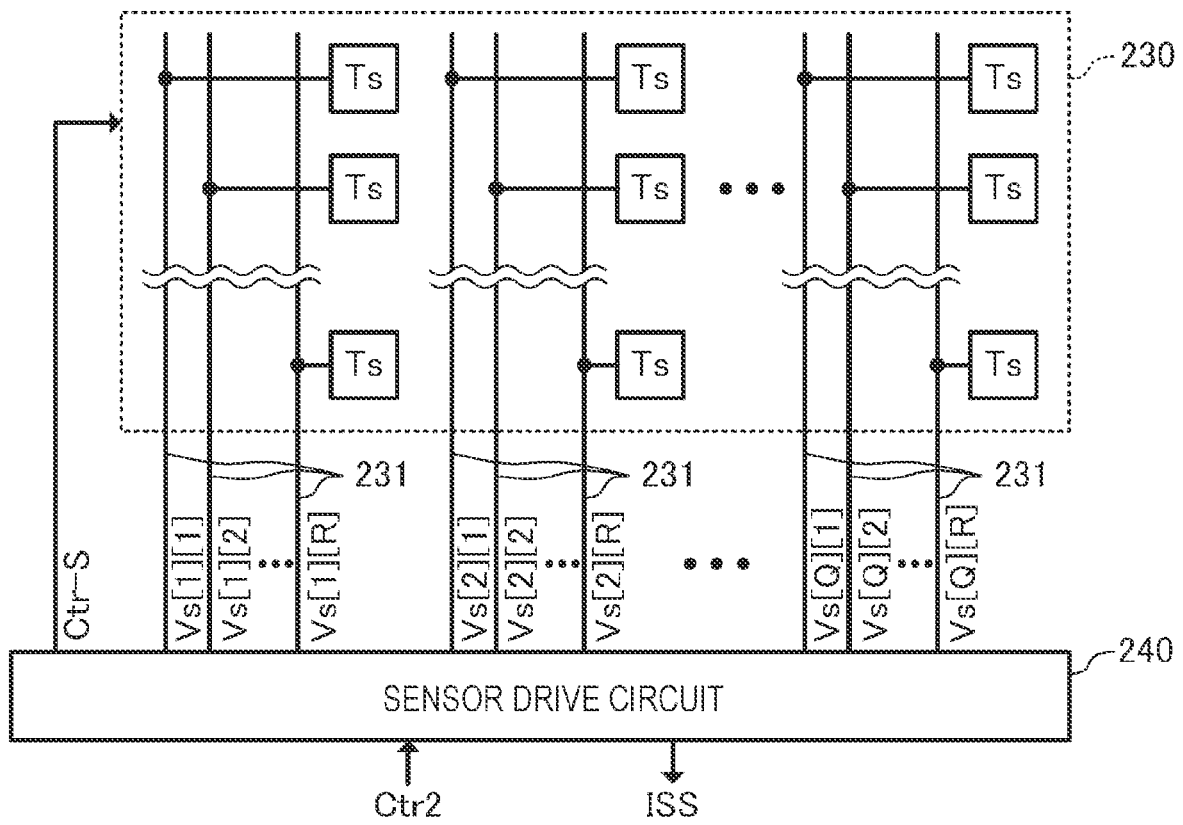 Ts Ts Ts 230
Ts Ts Ts
Ts Ts Ts
231 231 231
Ctr-S
Vs[1][1]
Vs[1][2]
Vs[1][R]
Vs[2][1]
Vs[2][2]
Vs[2][R]
Vs[Q][1]
Vs[Q][2]
Vs[Q][R]
240
SENSOR DRIVE CIRCUIT
Ctr2 ISS